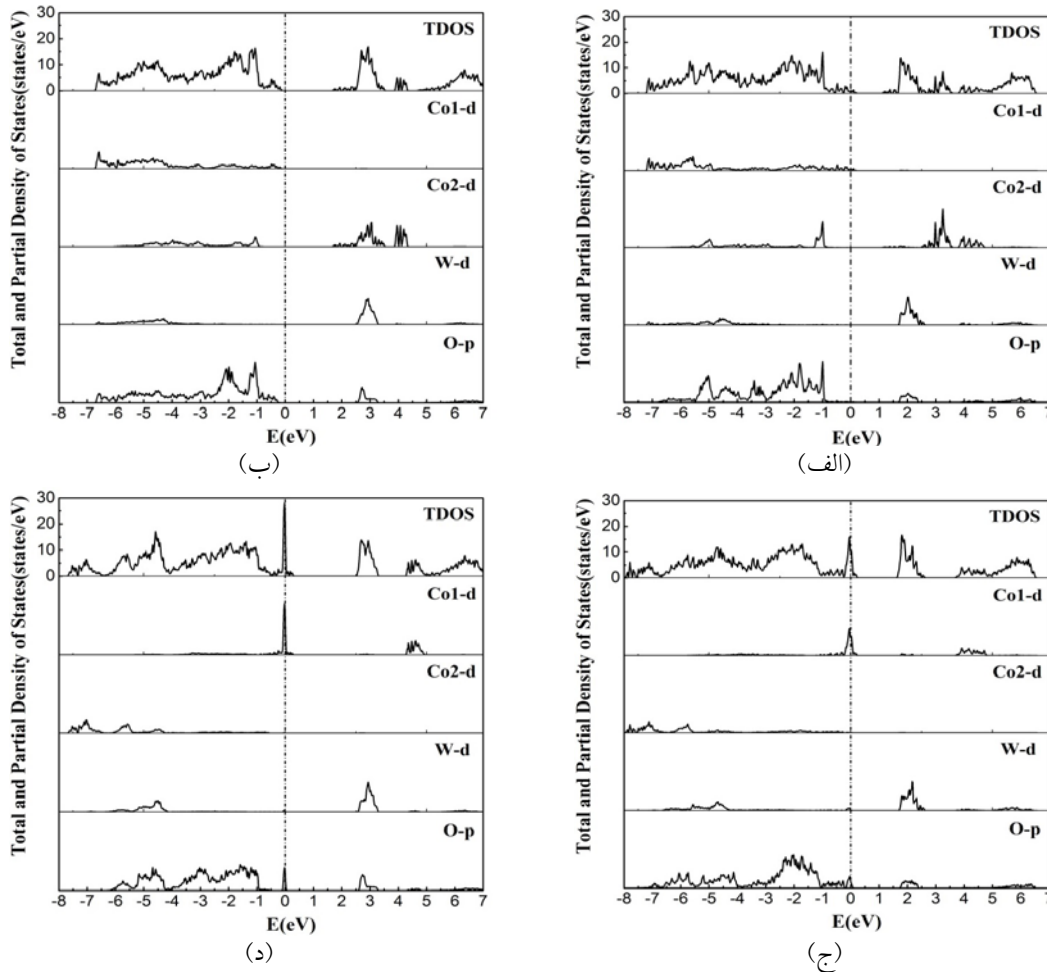 Total and Partial Density of States(states/eV)
30
20
10
0
TDOS
Co1-d
Co2-d
W-d
O-p
-8 -7 -6 -5 -4 -3 -2 -1 0 1 2 3 4 5 6 7
E(eV)
(ب)
Total and Partial Density of States(states/eV)
30
20
10
0
TDOS
Co1-d
Co2-d
W-d
O-p
-8 -7 -6 -5 -4 -3 -2 -1 0 1 2 3 4 5 6 7
E(eV)
(الف)
Total and Partial Density of States(states/eV)
30
20
10
0
TDOS
Co1-d
Co2-d
W-d
O-p
-8 -7 -6 -5 -4 -3 -2 -1 0 1 2 3 4 5 6 7
E(eV)
(د)
Total and Partial Density of States(states/eV)
30
20
10
0
TDOS
Co1-d
Co2-d
W-d
O-p
-8 -7 -6 -5 -4 -3 -2 -1 0 1 2 3 4 5 6 7
E(eV)
(ج)